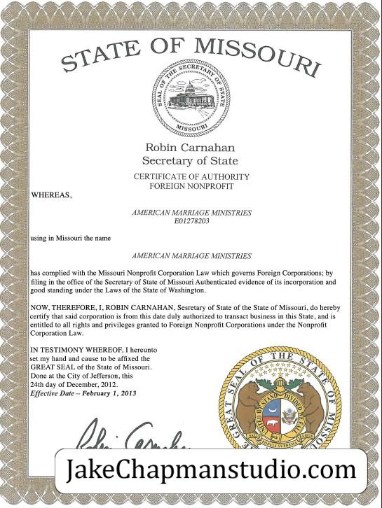 STATE OF MISSOURI
SEAL OF THE SECRETARY OF STATE
MISSOURI
Robin Carnahan
Secretary of State
CERTIFICATE OF AUTHORITY
FOREIGN NONPROFIT
WHEREAS,
AMERICAN MARRIAGE MINISTRIES
E01278203
using in Missouri the name
AMERICAN MARRIAGE MINISTRIES
has complied with the Missouri Nonprofit Corporation Law which governs Foreign Corporations; by
filing in the office of the Secretary of State of Missouri Authenticated evidence of its incorporation and
good standing under the Laws of the State of Washington.
NOW, THEREFORE, I, ROBIN CARNAHAN, Secretary of State of the State of Missouri, do hereby
certify that said corporation is from this date duly authorized to transact business in this State, and is
entitled to all rights and privileges granted to Foreign Nonprofit Corporations under the Nonprofit
Corporation Law.
IN TESTIMONY WHEREOF, I hereunto
set my hand and cause to be affixed the
GREAT SEAL of the State of Missouri.
Done at the City of Jefferson, this
24th day of December, 2012.
Effective Date – February 1, 2013
THE GREAT SEAL OF THE STATE OF MISSOURI
Robin Carnahan
JakeChapmanstudio.com